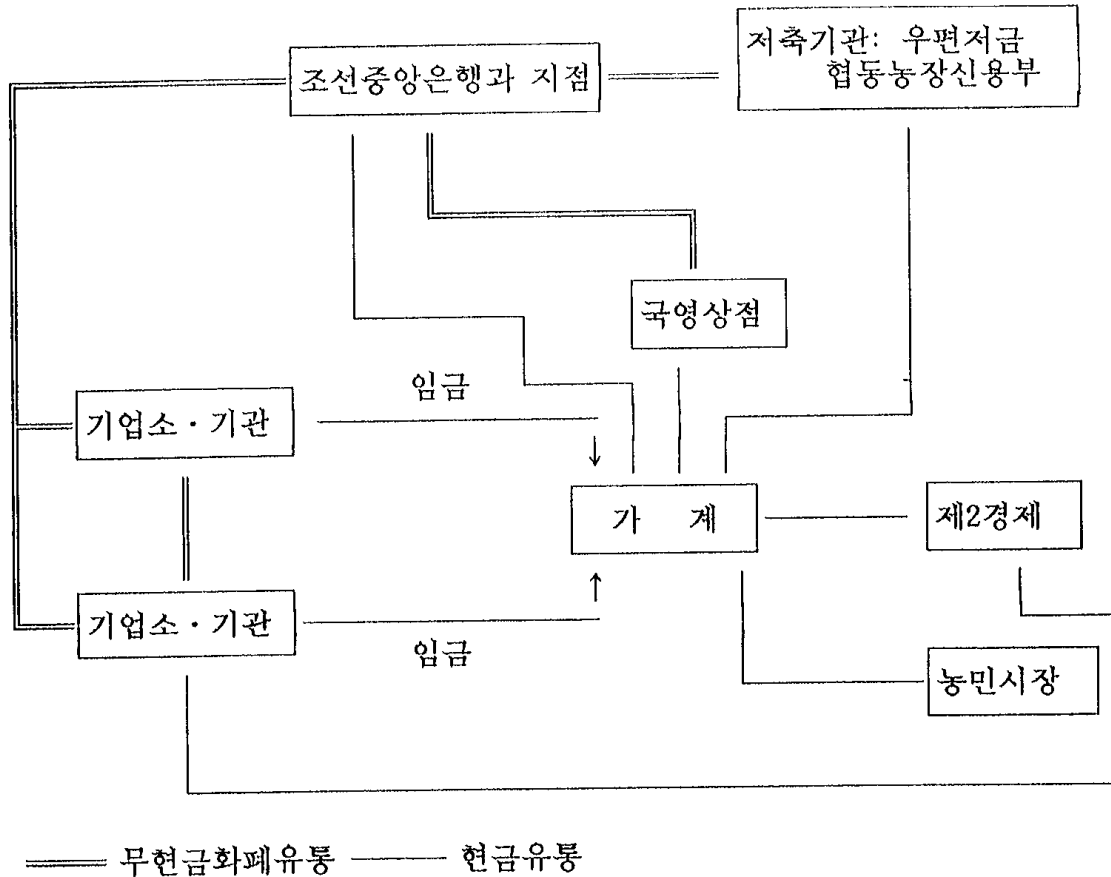 저축기관: 우편저금
협동농장신용부
조선중앙은행과 지점
국영상점
임금
기업소·기관
가 계
제2경제
기업소·기관
임금
농민시장
무현금화폐유통
현금유통